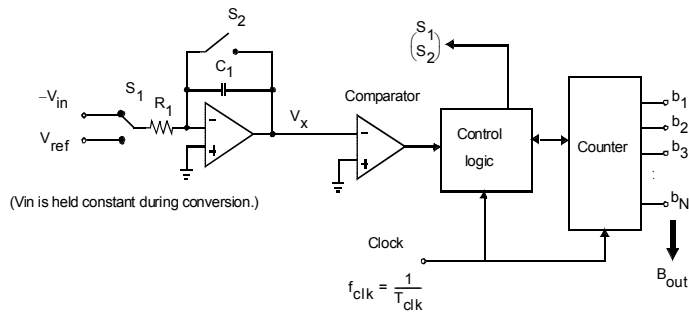 S2
C1
S1
R1
−Vin
Vref
−
+
Vx
(Vin is held constant during conversion.)
Comparator
−
+
(S1
S2)
Control
logic
Counter
b1
b2
b3
:
bN
Bout
Clock
fclk = 1
Tclk